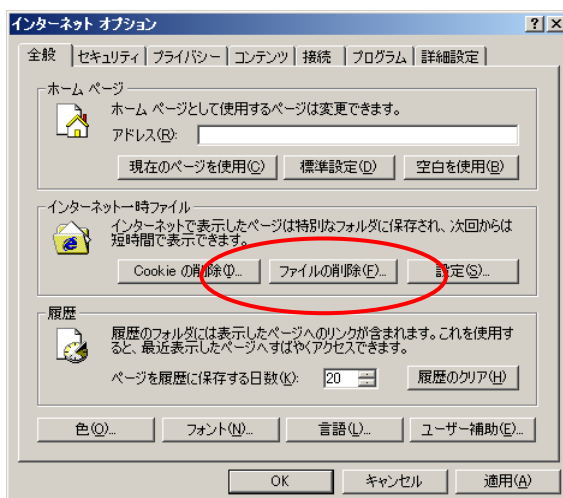 インターネット オプション
全般 セキュリティ プライバシー コンテンツ 接続 プログラム 詳細設定
ホーム ページ
ホーム ページとして使用するページは変更できます。
アドレス(R):
現在のページを使用(C) 標準設定(D) 空白を使用(B)
インターネット一時ファイル
インターネットで表示したページは特別なフォルダに保存され、次回からは
短時間で表示できます。
Cookie の削除(I)... ファイルの削除(F)... 設定(S)...
履歴
履歴のフォルダには表示したページへのリンクが含まれます。これを使用す
ると、最近表示したページへすばやくアクセスできます。
ページを履歴に保存する日数(K): 20 履歴のクリア(H)
色(O)... フォント(N)... 言語(L)... ユーザー補助(E)...
OK キャンセル 適用(A)